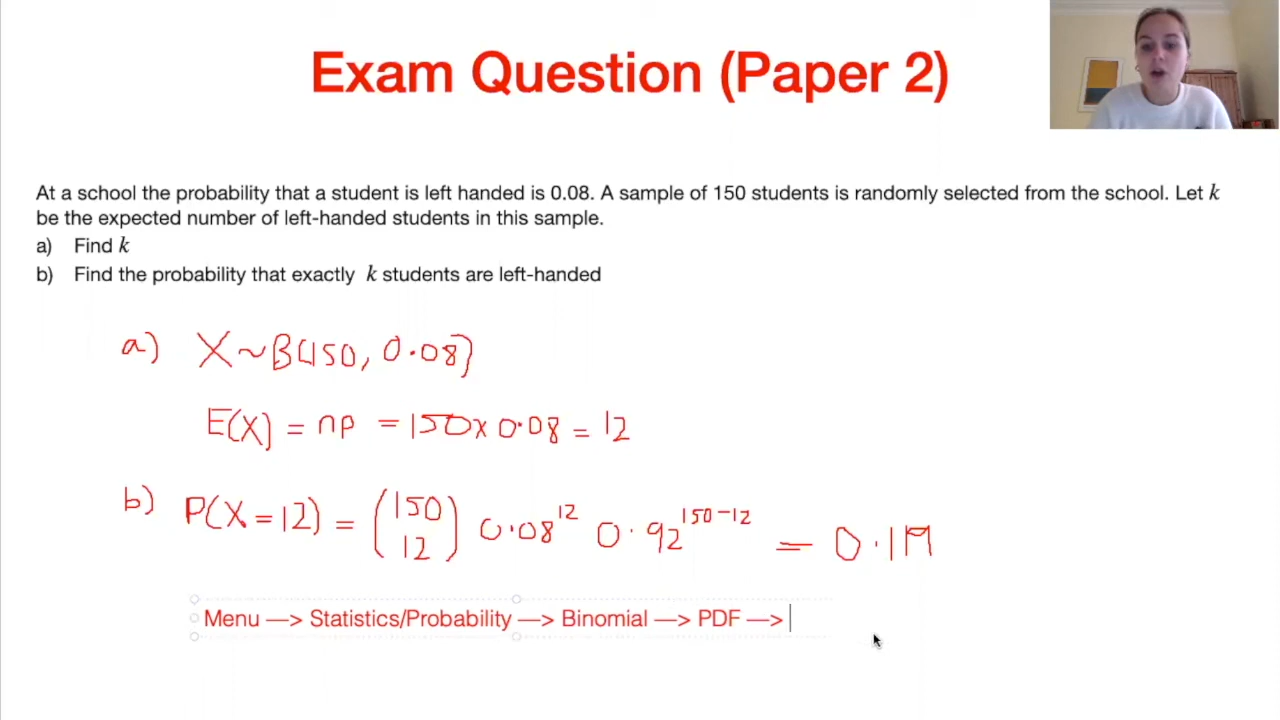 Exam Question (Paper 2)
At a school the probability that a student is left handed is 0.08. A sample of 150 students is randomly selected from the school. Let k
be the expected number of left-handed students in this sample.
a) Find k
b) Find the probability that exactly k students are left-handed
a) X~B(150, 0.08)
E(X) = np = 150x 0.08 = 12
b) P(X=12) = (150 12) 0.08^12 0.92^150-12 = 0.119
Menu —> Statistics/Probability —> Binomial —> PDF —>